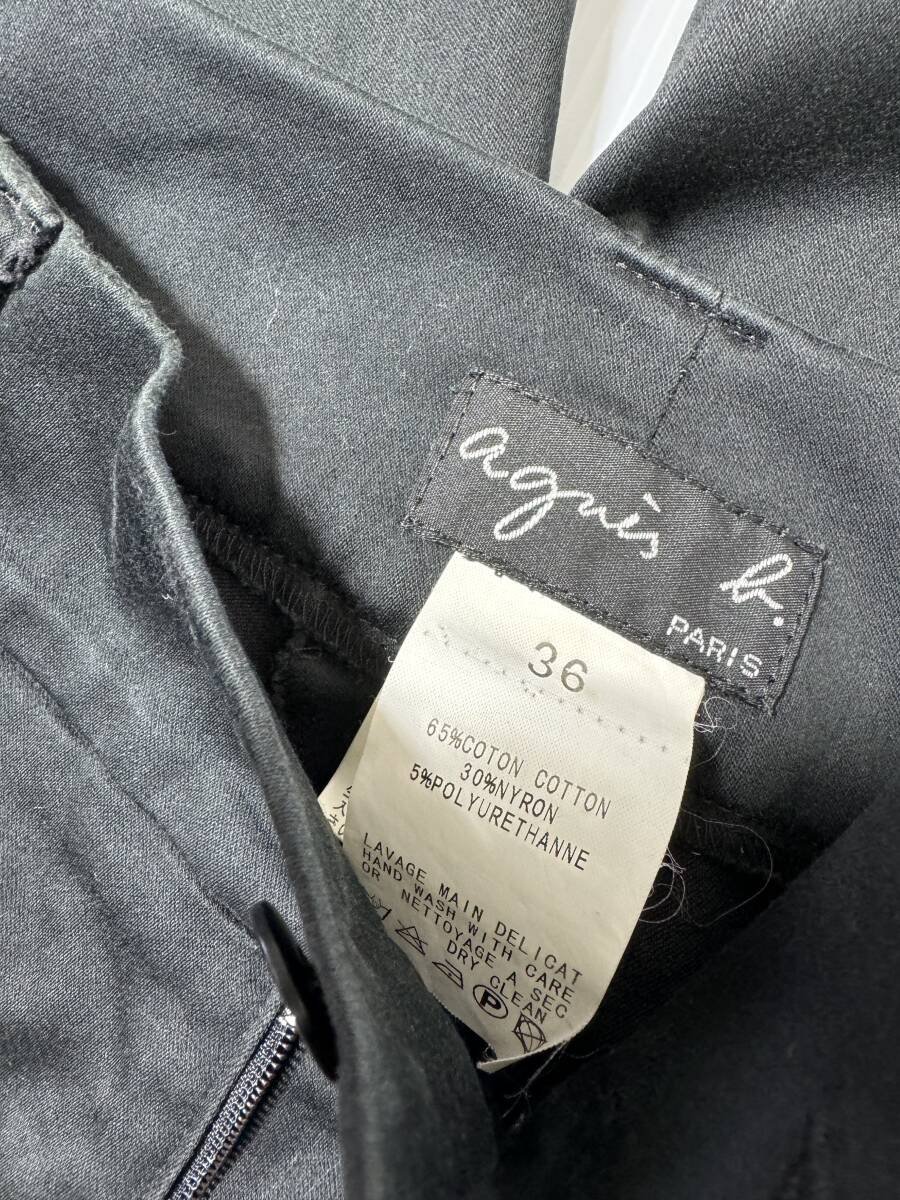 agnès b.
PARIS
36
65%COTON COTTON
30%NYRON
5%POLYURETHANNE
LAVAGE MAIN DELICAT
HAND WASH WITH CARE
OR NETTOYAGE A SEC
DRY CLEAN
P